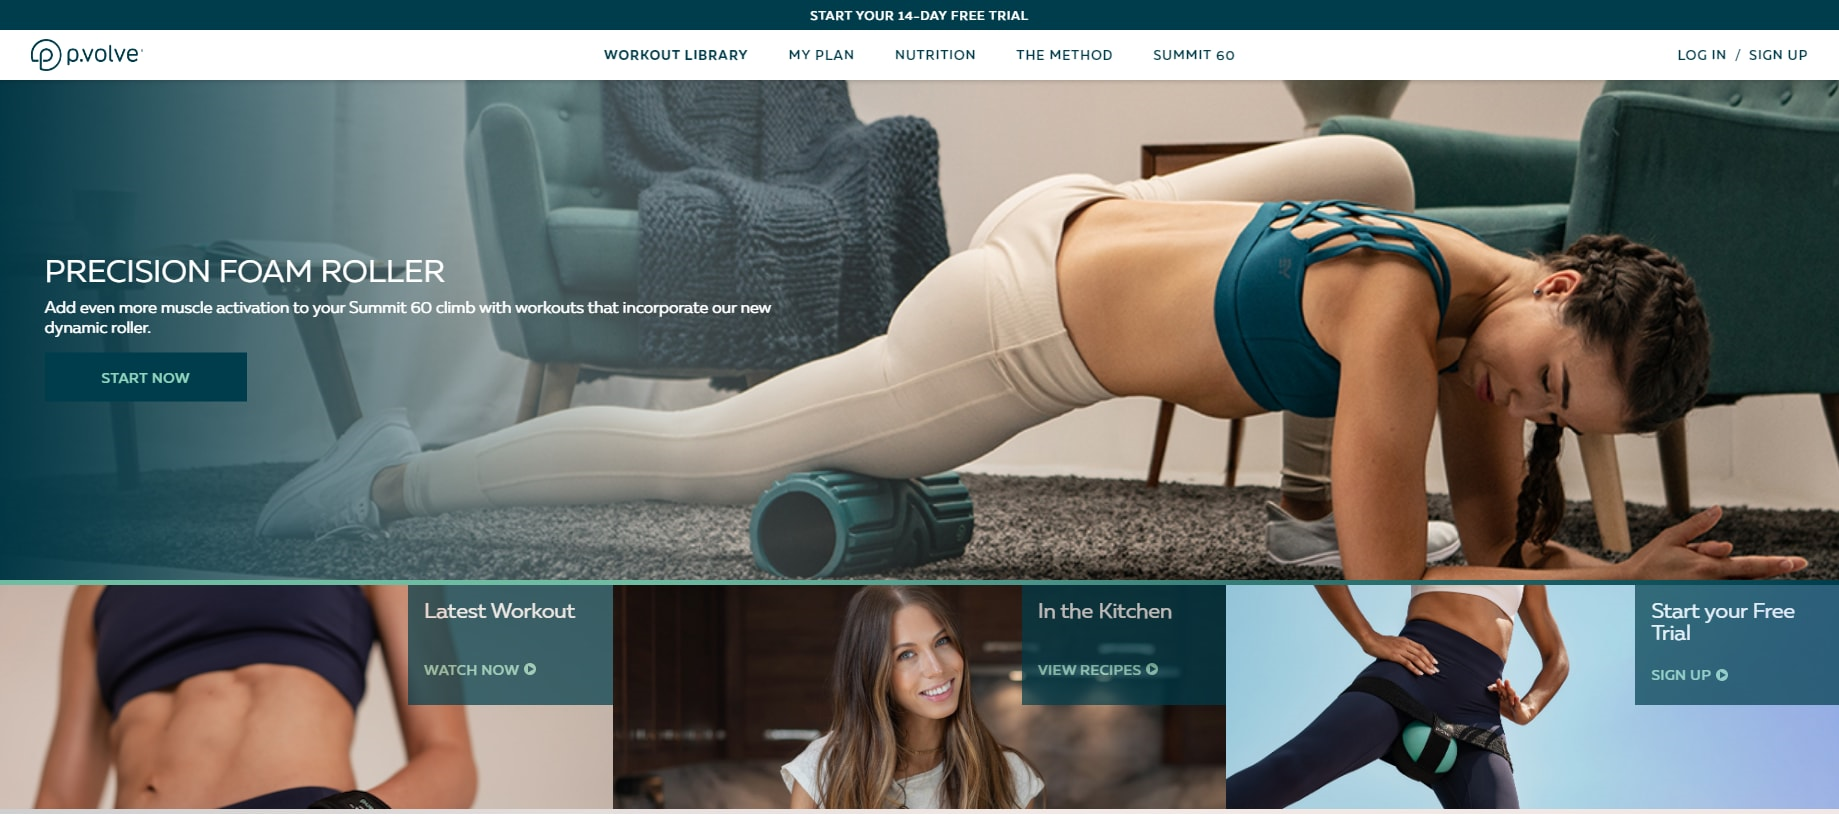 START YOUR 14-DAY FREE TRIAL
p.volve
WORKOUT LIBRARY
MY PLAN
NUTRITION
THE METHOD
SUMMIT 60
LOG IN / SIGN UP
PRECISION FOAM ROLLER
Add even more muscle activation to your Summit 60 climb with workouts that incorporate our new
dynamic roller.
START NOW
Latest Workout
WATCH NOW
In the Kitchen
VIEW RECIPES
Start your Free
Trial
SIGN UP